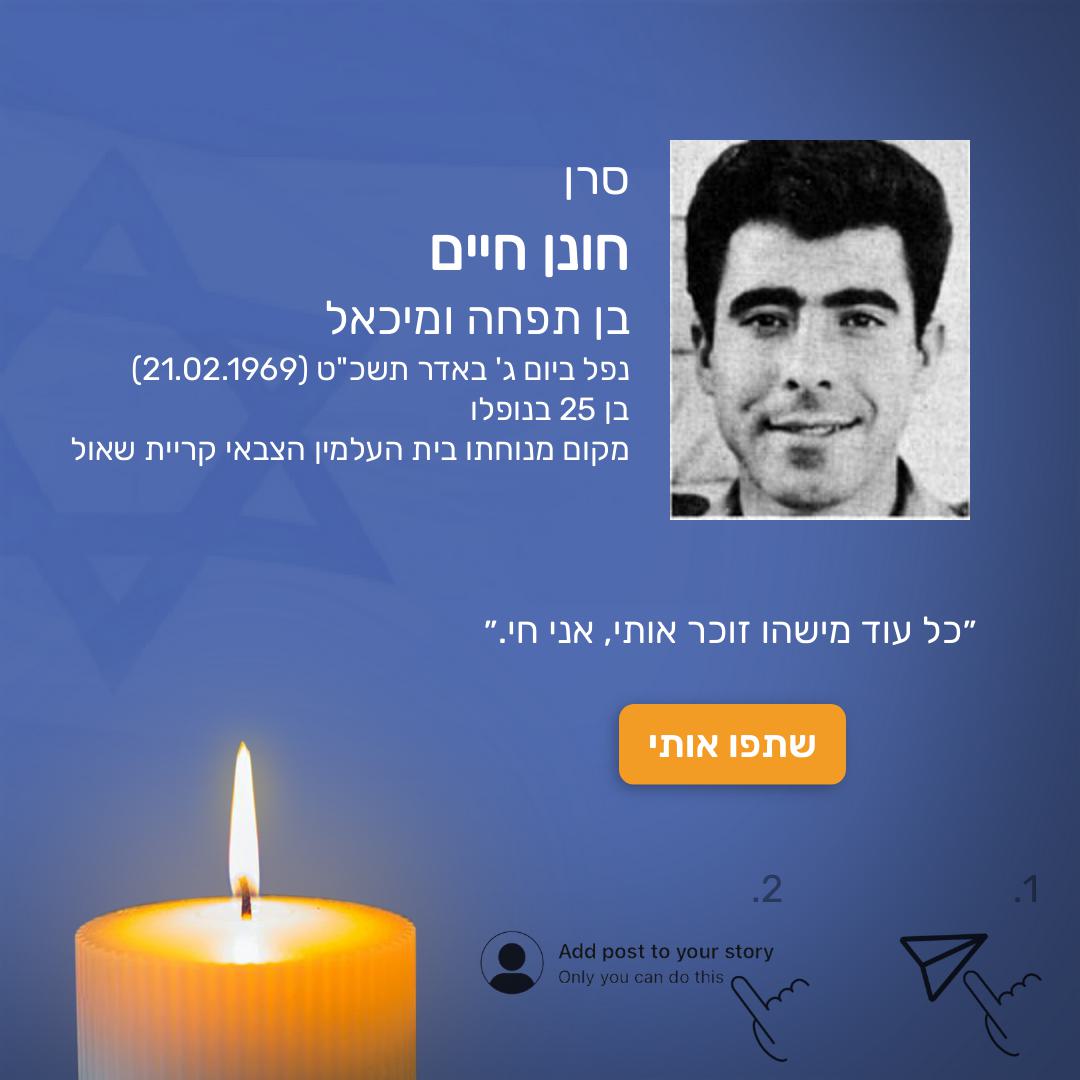 סרן
חונן חיים
בן תפחה ומיכאל
נפל ביום ג' באדר תשכ"ט (21.02.1969)
בן 25 בנופלו
מקום מנוחתו בית העלמין הצבאי קריית שאול
״כל עוד מישהו זוכר אותי, אני חי.״
שתפו אותי
1.
2.
Add post to your story
Only you can do this